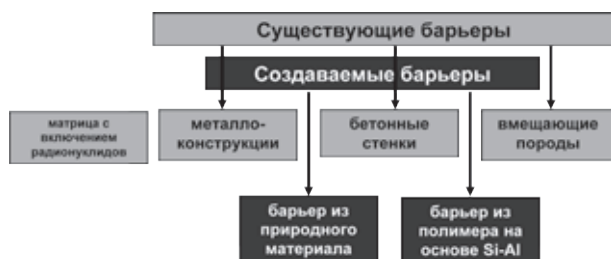 Существующие барьеры
Создаваемые барьеры
матрица с
включением
радионуклидов
металло-
конструкции
бетонные
стенки
вмещающие
породы
барьер из
природного
материала
барьер из
полимера на
основе Si-Al